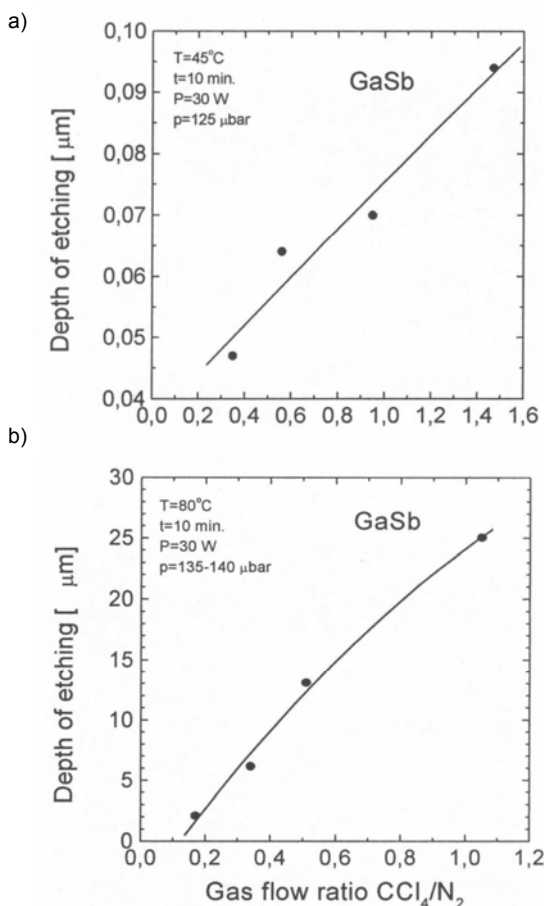 a)
0,10
0,09
0,08
0,07
0,06
0,05
0,04
Depth of etching [ μm]
T=45°C
t=10 min.
P=30 W
p=125 μbar
GaSb
0,0 0,2 0,4 0,6 0,8 1,0 1,2 1,4 1,6
b)
30
25
20
15
10
5
0
Depth of etching [ μm]
T=80°C
t=10 min.
P=30 W
p=135-140 μbar
GaSb
0,0 0,2 0,4 0,6 0,8 1,0 1,2
Gas flow ratio CCl₄/N₂